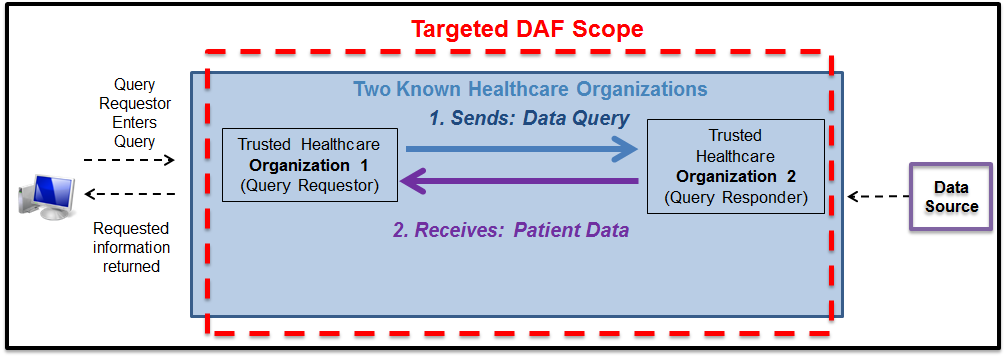 Targeted DAF Scope
Query
Requestor
Enters
Query
Requested
information
returned
Two Known Healthcare Organizations
1. Sends: Data Query
Trusted Healthcare
Organization 1
(Query Requestor)
Trusted
Healthcare
Organization 2
(Query Responder)
2. Receives: Patient Data
Data
Source